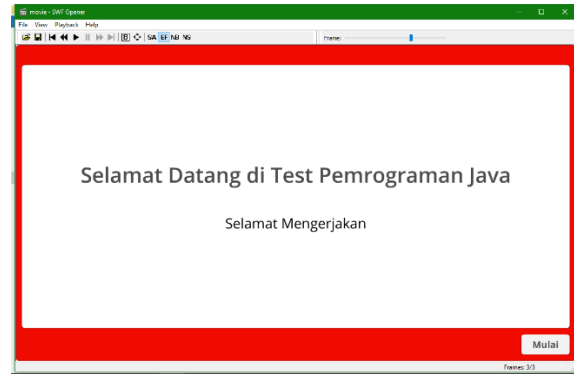 movie - SWF Opener
File View Playback Help
SA EF NB NS
Frame:
Selamat Datang di Test Pemrograman Java
Selamat Mengerjakan
Mulai
Frames: 3/3